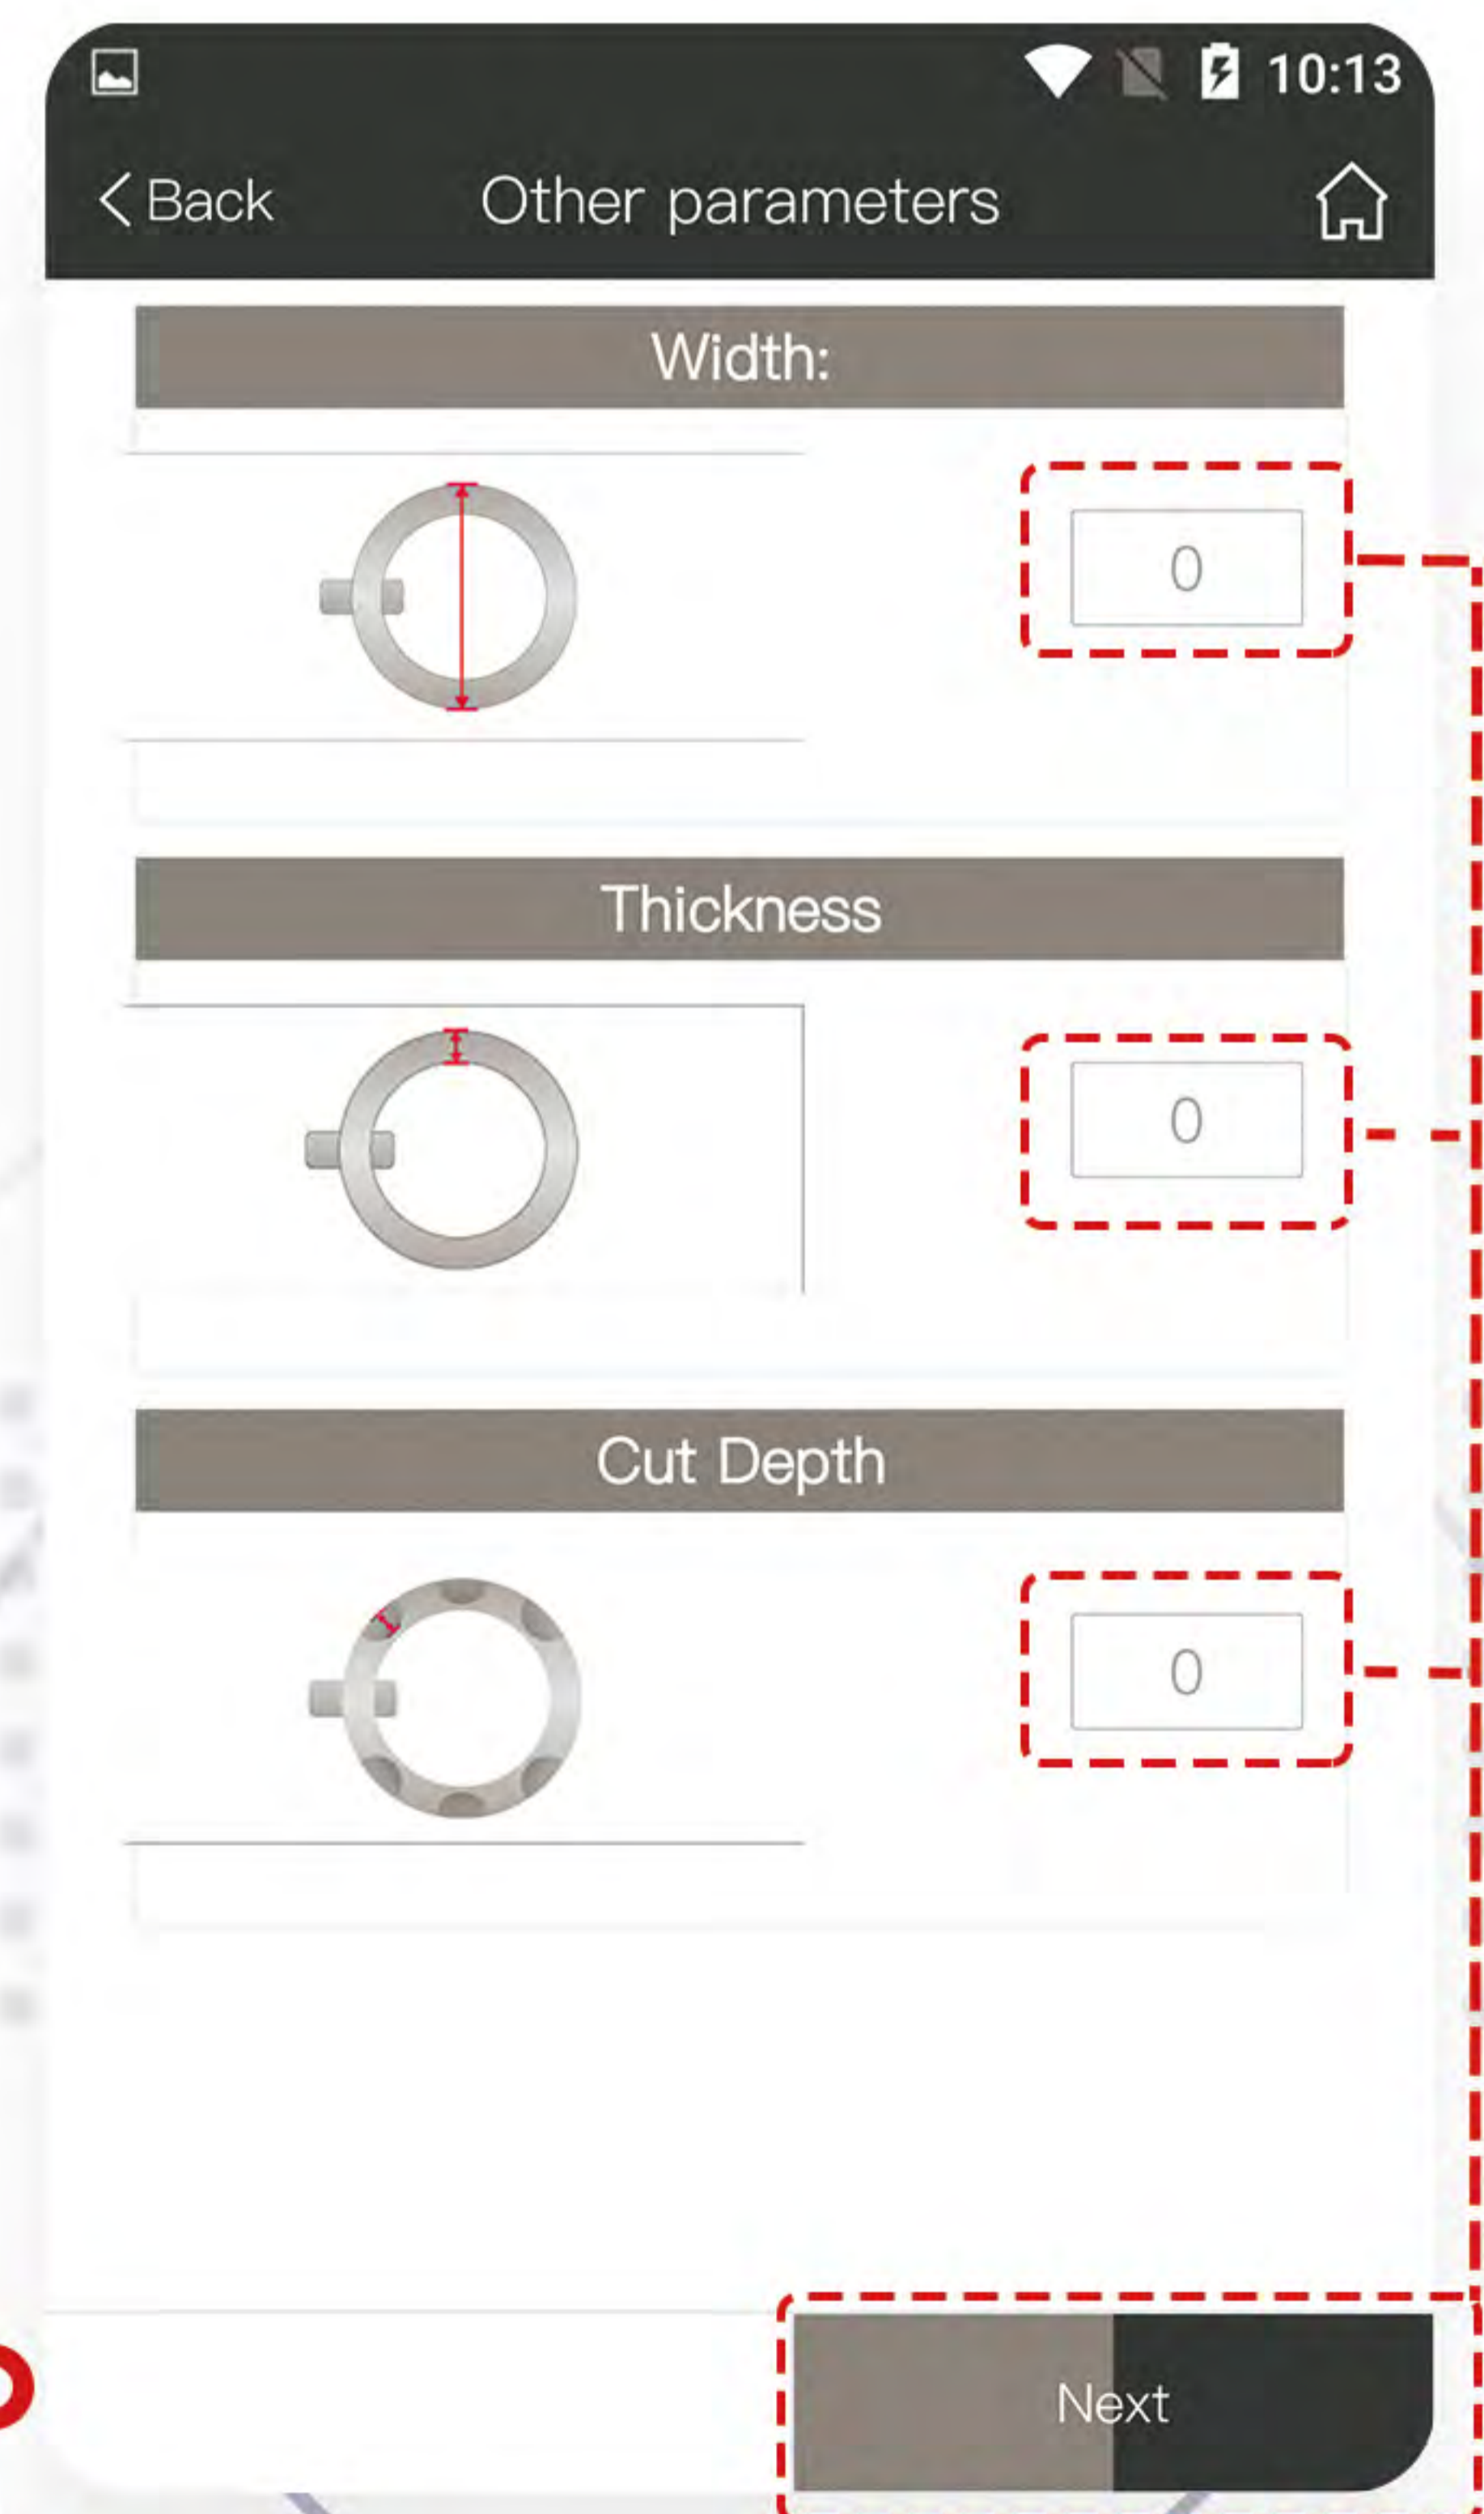 10:13
Back
Other parameters
Width:
0
Thickness
0
Cut Depth
0
Next